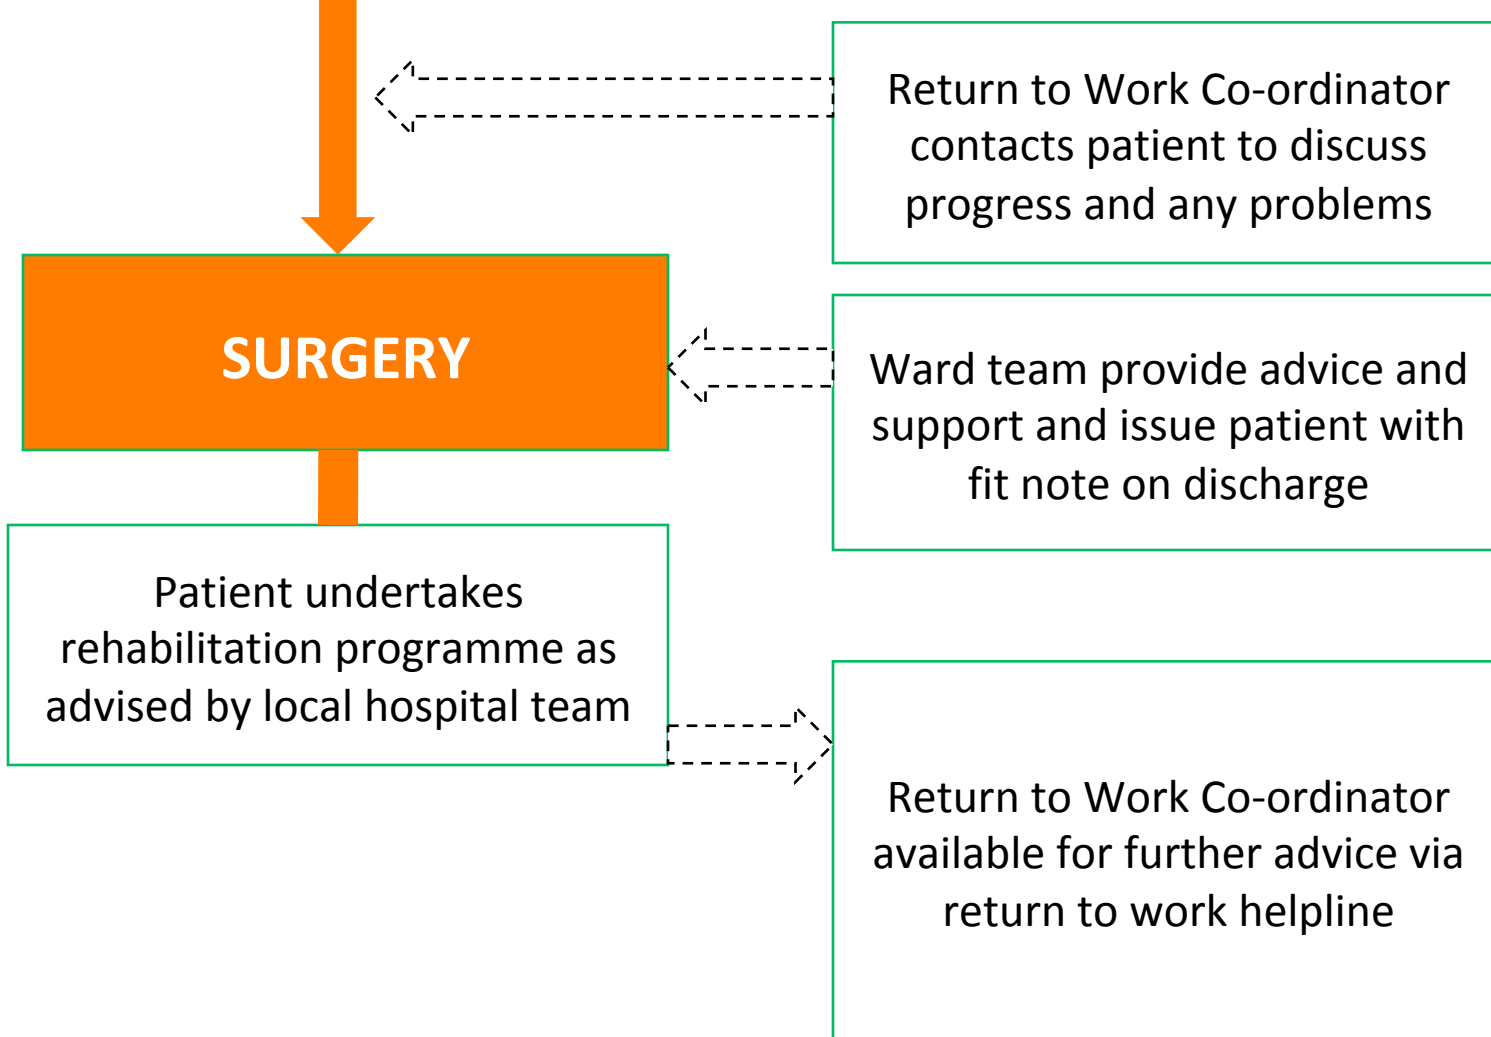 Return to Work Co-ordinator
contacts patient to discuss
progress and any problems
SURGERY
Ward team provide advice and
support and issue patient with
fit note on discharge
Patient undertakes
rehabilitation programme as
advised by local hospital team
Return to Work Co-ordinator
available for further advice via
return to work helpline